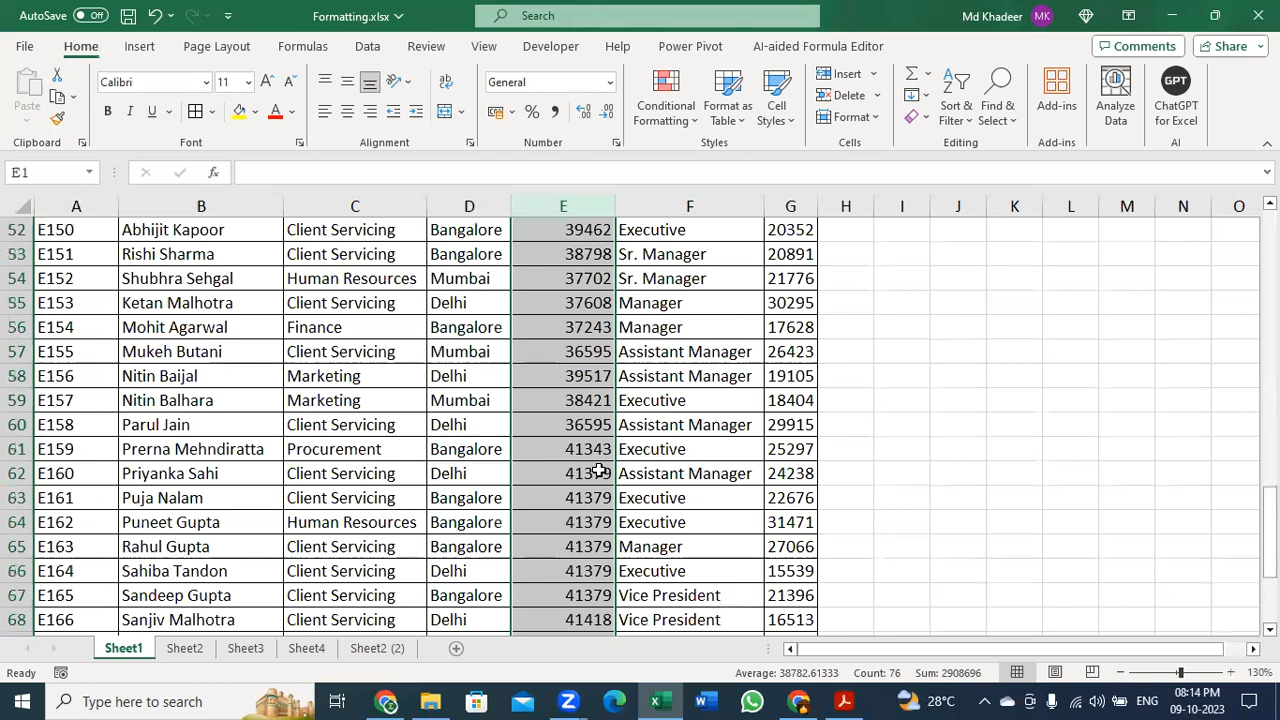 AutoSave Off Formatting.xlsx Search Md Khadeer MK
File Home Insert Page Layout Formulas Data Review View Developer Help Power Pivot AI-aided Formula Editor Comments Share
Paste Calibri 11 General Conditional Formatting Format as Table Cell Styles Insert Delete Format Sort & Filter Find & Select Add-ins Analyze Data GPT ChatGPT for Excel
Clipboard Font Alignment Number Styles Cells Editing Add-ins AI
E1 fx
A B C D E F G H I J K L M N O
52 E150 Abhijit Kapoor Client Servicing Bangalore 39462 Executive 20352
53 E151 Rishi Sharma Client Servicing Bangalore 38798 Sr. Manager 20891
54 E152 Shubhra Sehgal Human Resources Mumbai 37702 Sr. Manager 21776
55 E153 Ketan Malhotra Client Servicing Delhi 37608 Manager 30295
56 E154 Mohit Agarwal Finance Bangalore 37243 Manager 17628
57 E155 Mukeh Butani Client Servicing Mumbai 36595 Assistant Manager 26423
58 E156 Nitin Baijal Marketing Delhi 39517 Assistant Manager 19105
59 E157 Nitin Balhara Marketing Mumbai 38421 Executive 18404
60 E158 Parul Jain Client Servicing Delhi 36595 Assistant Manager 29915
61 E159 Prerna Mehndiratta Procurement Bangalore 41343 Executive 25297
62 E160 Priyanka Sahi Client Servicing Delhi Assistant Manager 24238
63 E161 Puja Nalam Client Servicing Bangalore 41379 Executive 22676
64 E162 Puneet Gupta Human Resources Bangalore 41379 Executive 31471
65 E163 Rahul Gupta Client Servicing Bangalore 41379 Manager 27066
66 E164 Sahiba Tandon Client Servicing Delhi 41379 Executive 15539
67 E165 Sandeep Gupta Client Servicing Bangalore 41379 Vice President 21396
68 E166 Sanjiv Malhotra Client Servicing Delhi 41418 Vice President 16513
Sheet1 Sheet2 Sheet3 Sheet4 Sheet2 (2)
Ready Average: 38782.61333 Count: 76 Sum: 2908696 130%
Type here to search 28°C ENG 08:14 PM
09-10-2023